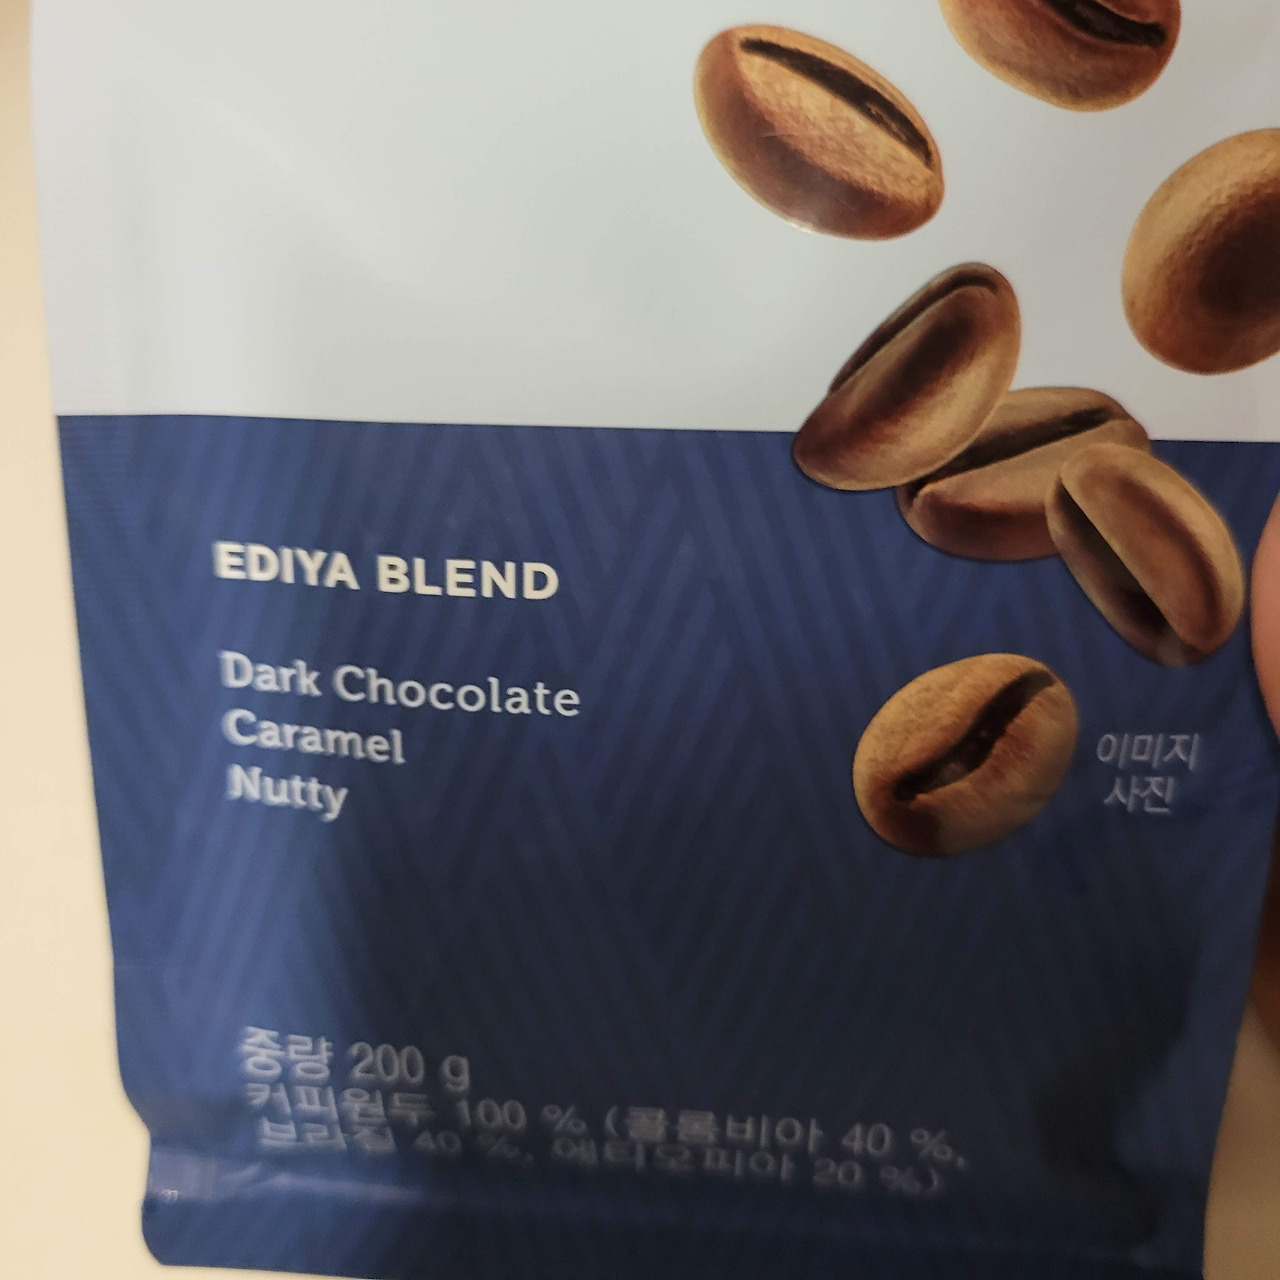 EDIYA BLEND
Dark Chocolate
Caramel
Nutty
이미지
사진
중량 200 g
커피원두 100 % (콜롬비아 40 %,
브라질 40 %, 에티오피아 20 %)